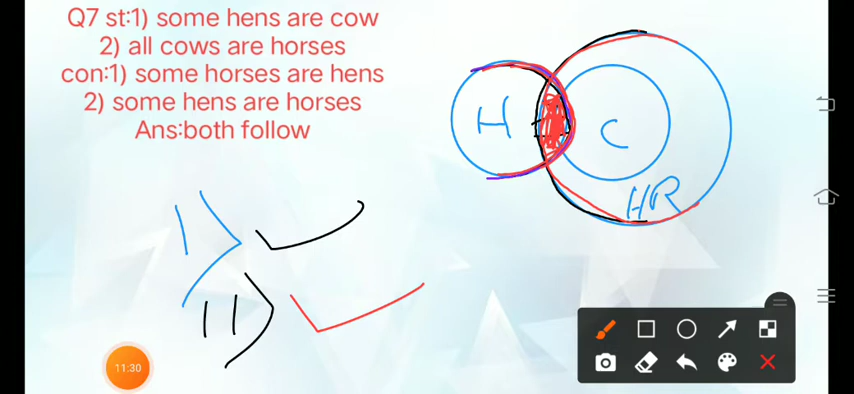 Q7 st:1) some hens are cow
2) all cows are horses
con:1) some horses are hens
2) some hens are horses
Ans:both follow
H
C
HR
I)
II)
11:30